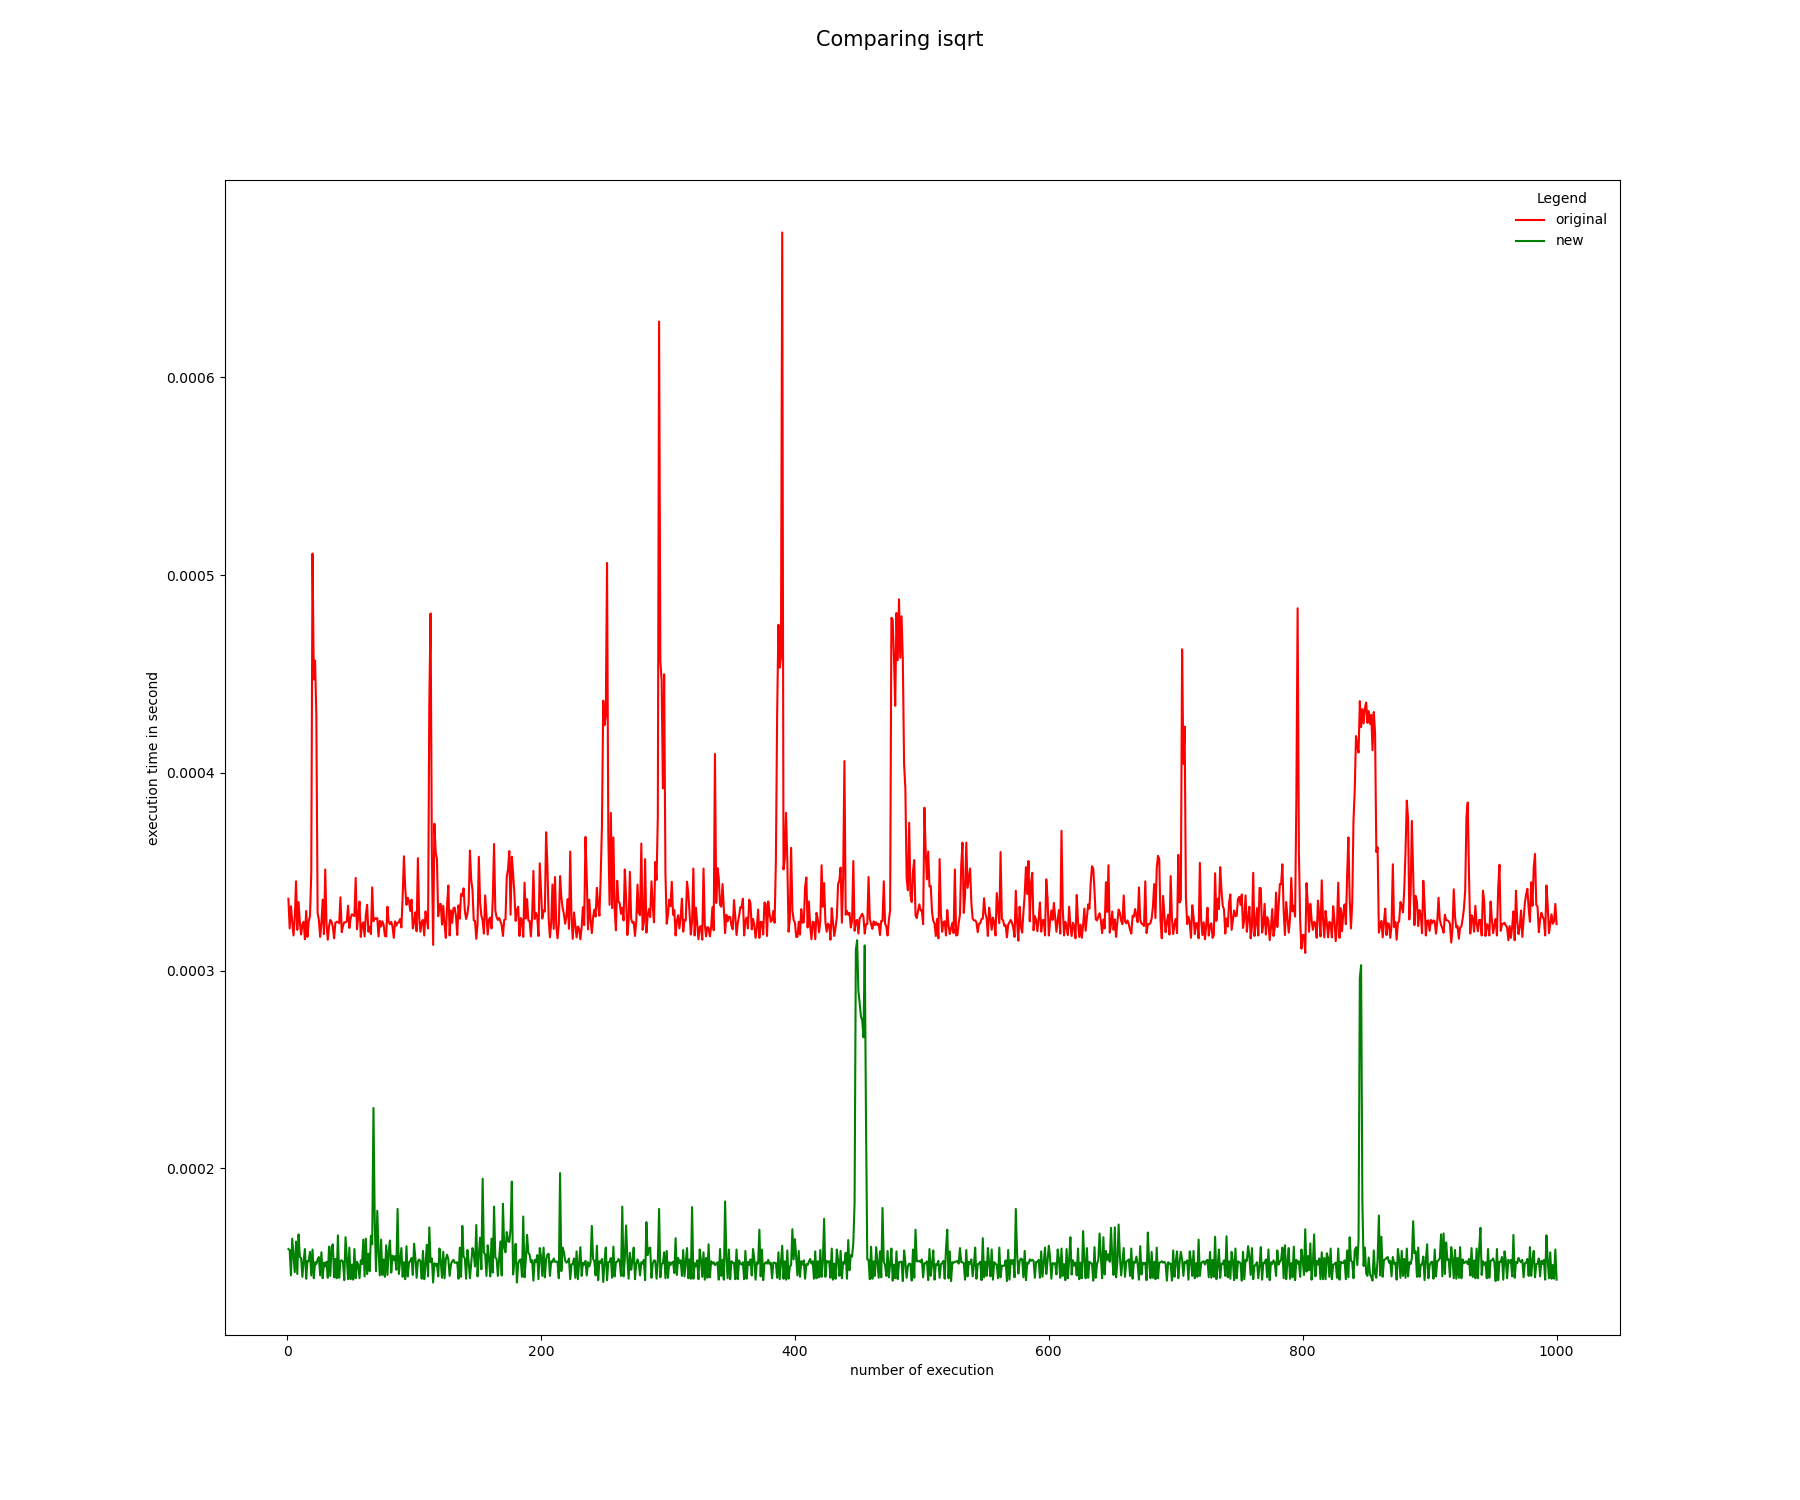 Comparing isqrt
Legend
original
new
0.0006
0.0005
0.0004
0.0003
0.0002
execution time in second
0 200 400 600 800 1000
number of execution